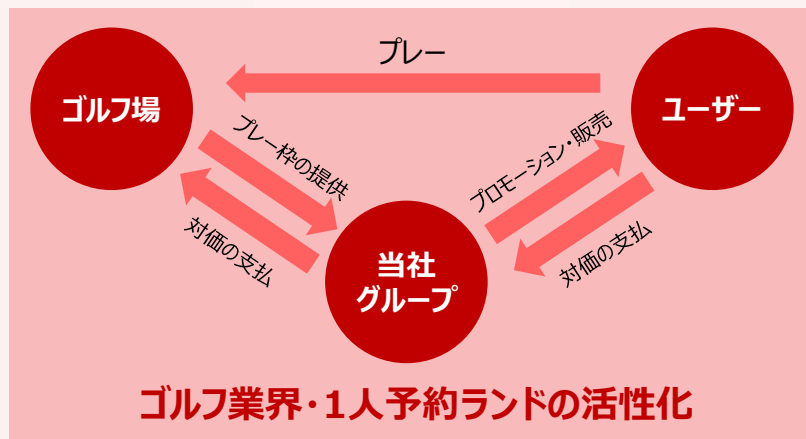 プレー
ゴルフ場
ユーザー
プレー枠の提供
プロモーション・販売
対価の支払
対価の支払
当社
グループ
ゴルフ業界・1人予約ランドの活性化